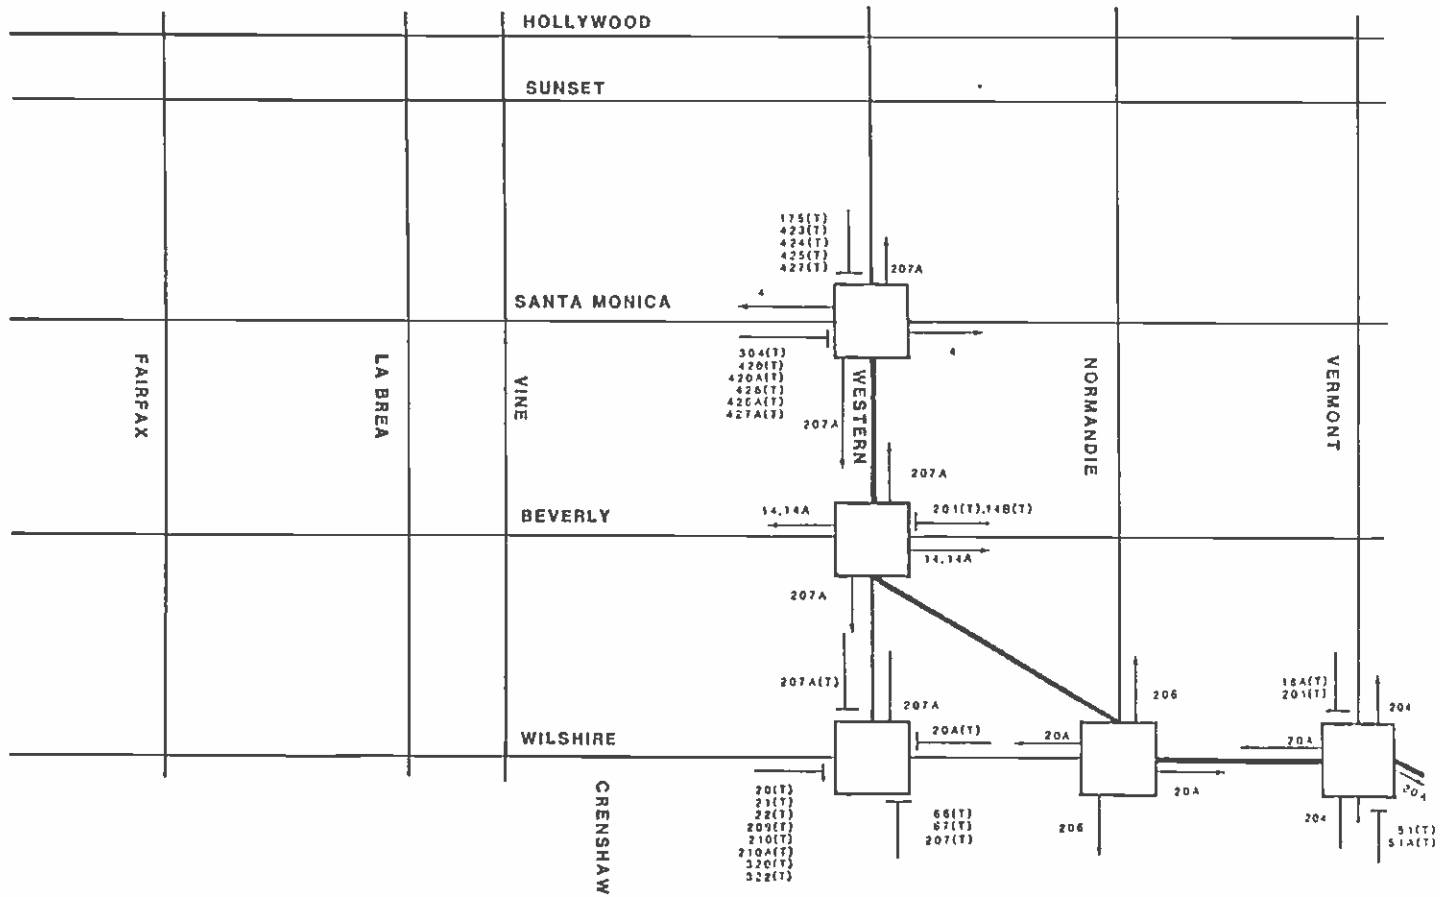 HOLLYWOOD
SUNSET
175(T)
423(T)
424(T)
425(T)
427(T)
207A
4
SANTA MONICA
4
304(T)
420(T)
420A(T)
426(T)
426A(T)
427A(T)
207A
FAIRFAX
LA BREA
VINE
WESTERN
NORMANDIE
VERMONT
207A
14,14A
201(T),14B(T)
BEVERLY
14,14A
207A
207A(T)
207A
206
201(T)
204
WILSHIRE
20A(T)
20A
20A
20A
204
20(T)
21(T)
22(T)
209(T)
210(T)
210A(T)
320(T)
322(T)
66(T)
67(T)
207(T)
206
204
51(T)
51A(T)
CRENSHAW